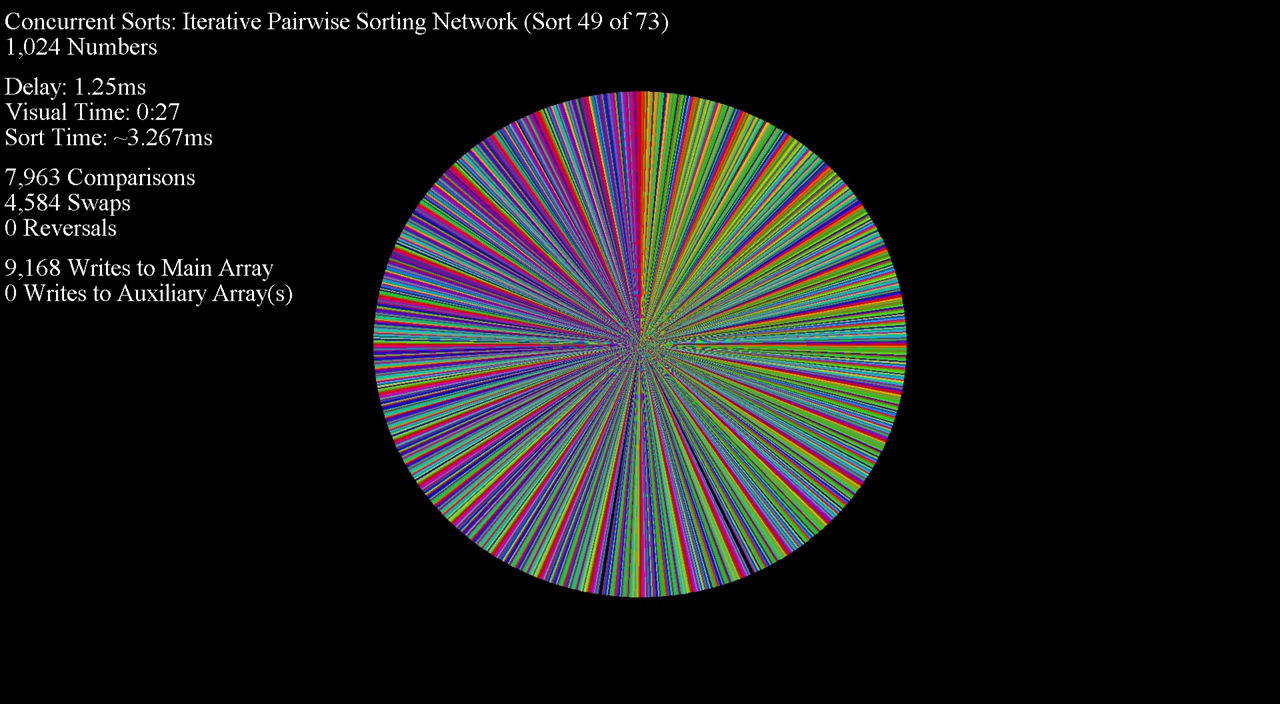 Concurrent Sorts: Iterative Pairwise Sorting Network (Sort 49 of 73)
1,024 Numbers
Delay: 1.25ms
Visual Time: 0:27
Sort Time: ~3.267ms
7,963 Comparisons
4,584 Swaps
0 Reversals
9,168 Writes to Main Array
0 Writes to Auxiliary Array(s)